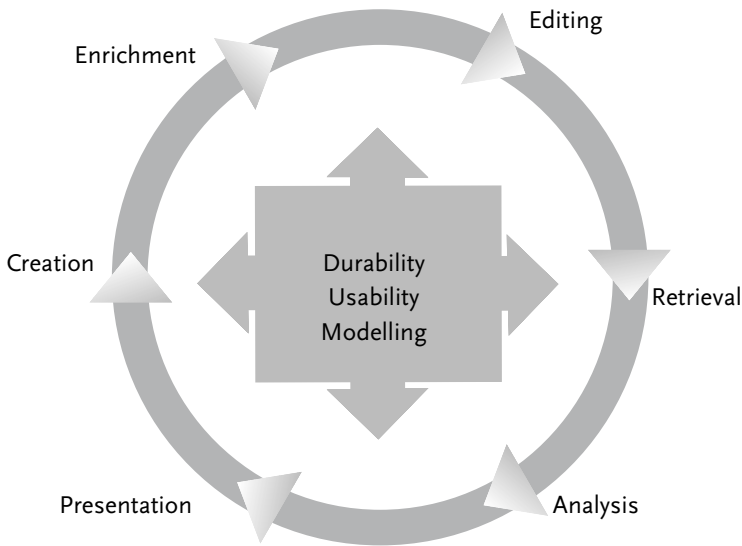 Editing
Enrichment
Creation
Durability
Usability
Modelling
Retrieval
Presentation
Analysis